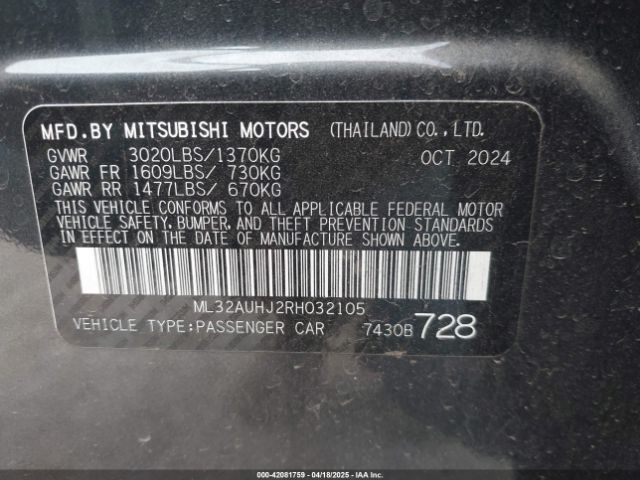 MFD.BY MITSUBISHI MOTORS (THAILAND)CO.,LTD.
GVWR 3020LBS/1370KG OCT 2024
GAWR FR 1609LBS/ 730KG
GAWR RR 1477LBS/ 670KG
THIS VEHICLE CONFORMS TO ALL APPLICABLE FEDERAL MOTOR
VEHICLE SAFETY, BUMPER, AND THEFT PREVENTION STANDARDS
IN EFFECT ON THE DATE OF MANUFACTURE SHOWN ABOVE.
ML32AUHJ2RH032105
VEHICLE TYPE:PASSENGER CAR 7430B 728
000-42081759 - 04/18/2025 - IAAI.COM